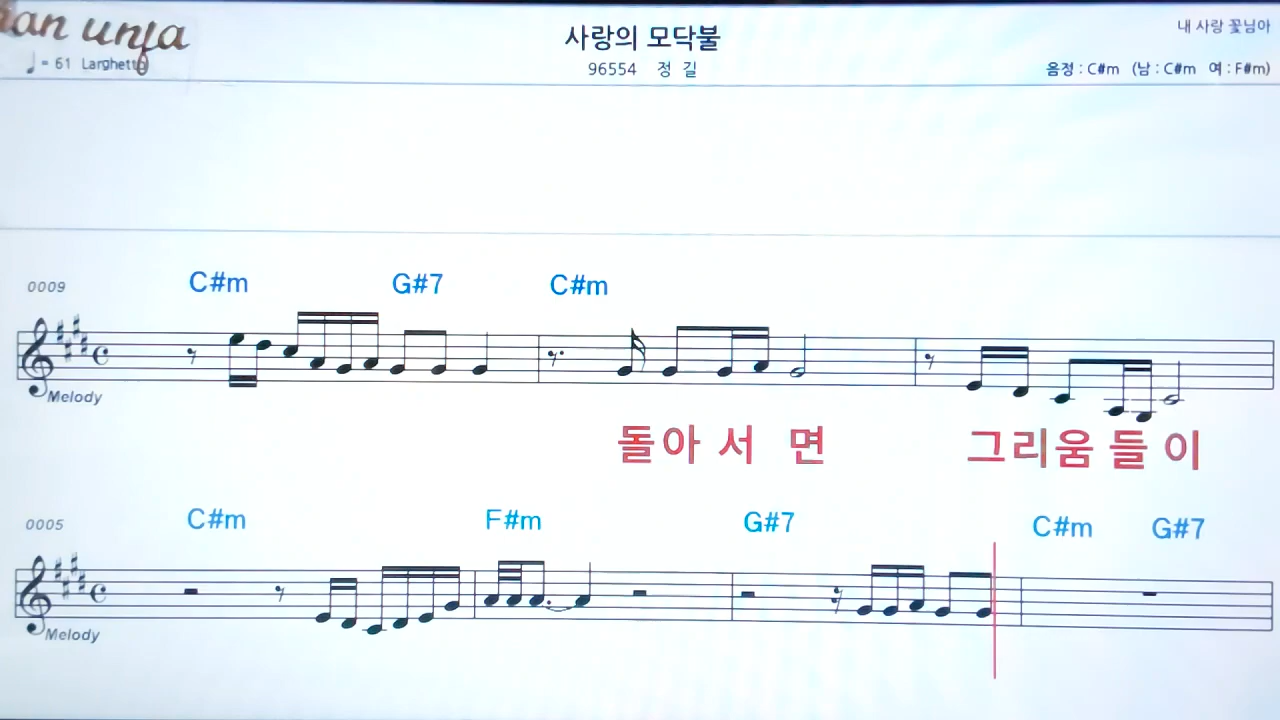 사랑의 모닥불
내 사랑 꽃님아
♩= 61 Larghetto
96554 정 길
음정 : C#m (남 : C#m 여 : F#m)
0009
C#m G#7 C#m
Melody
돌아 서 면 그리움 들 이
0005
C#m F#m G#7 C#m G#7
Melody